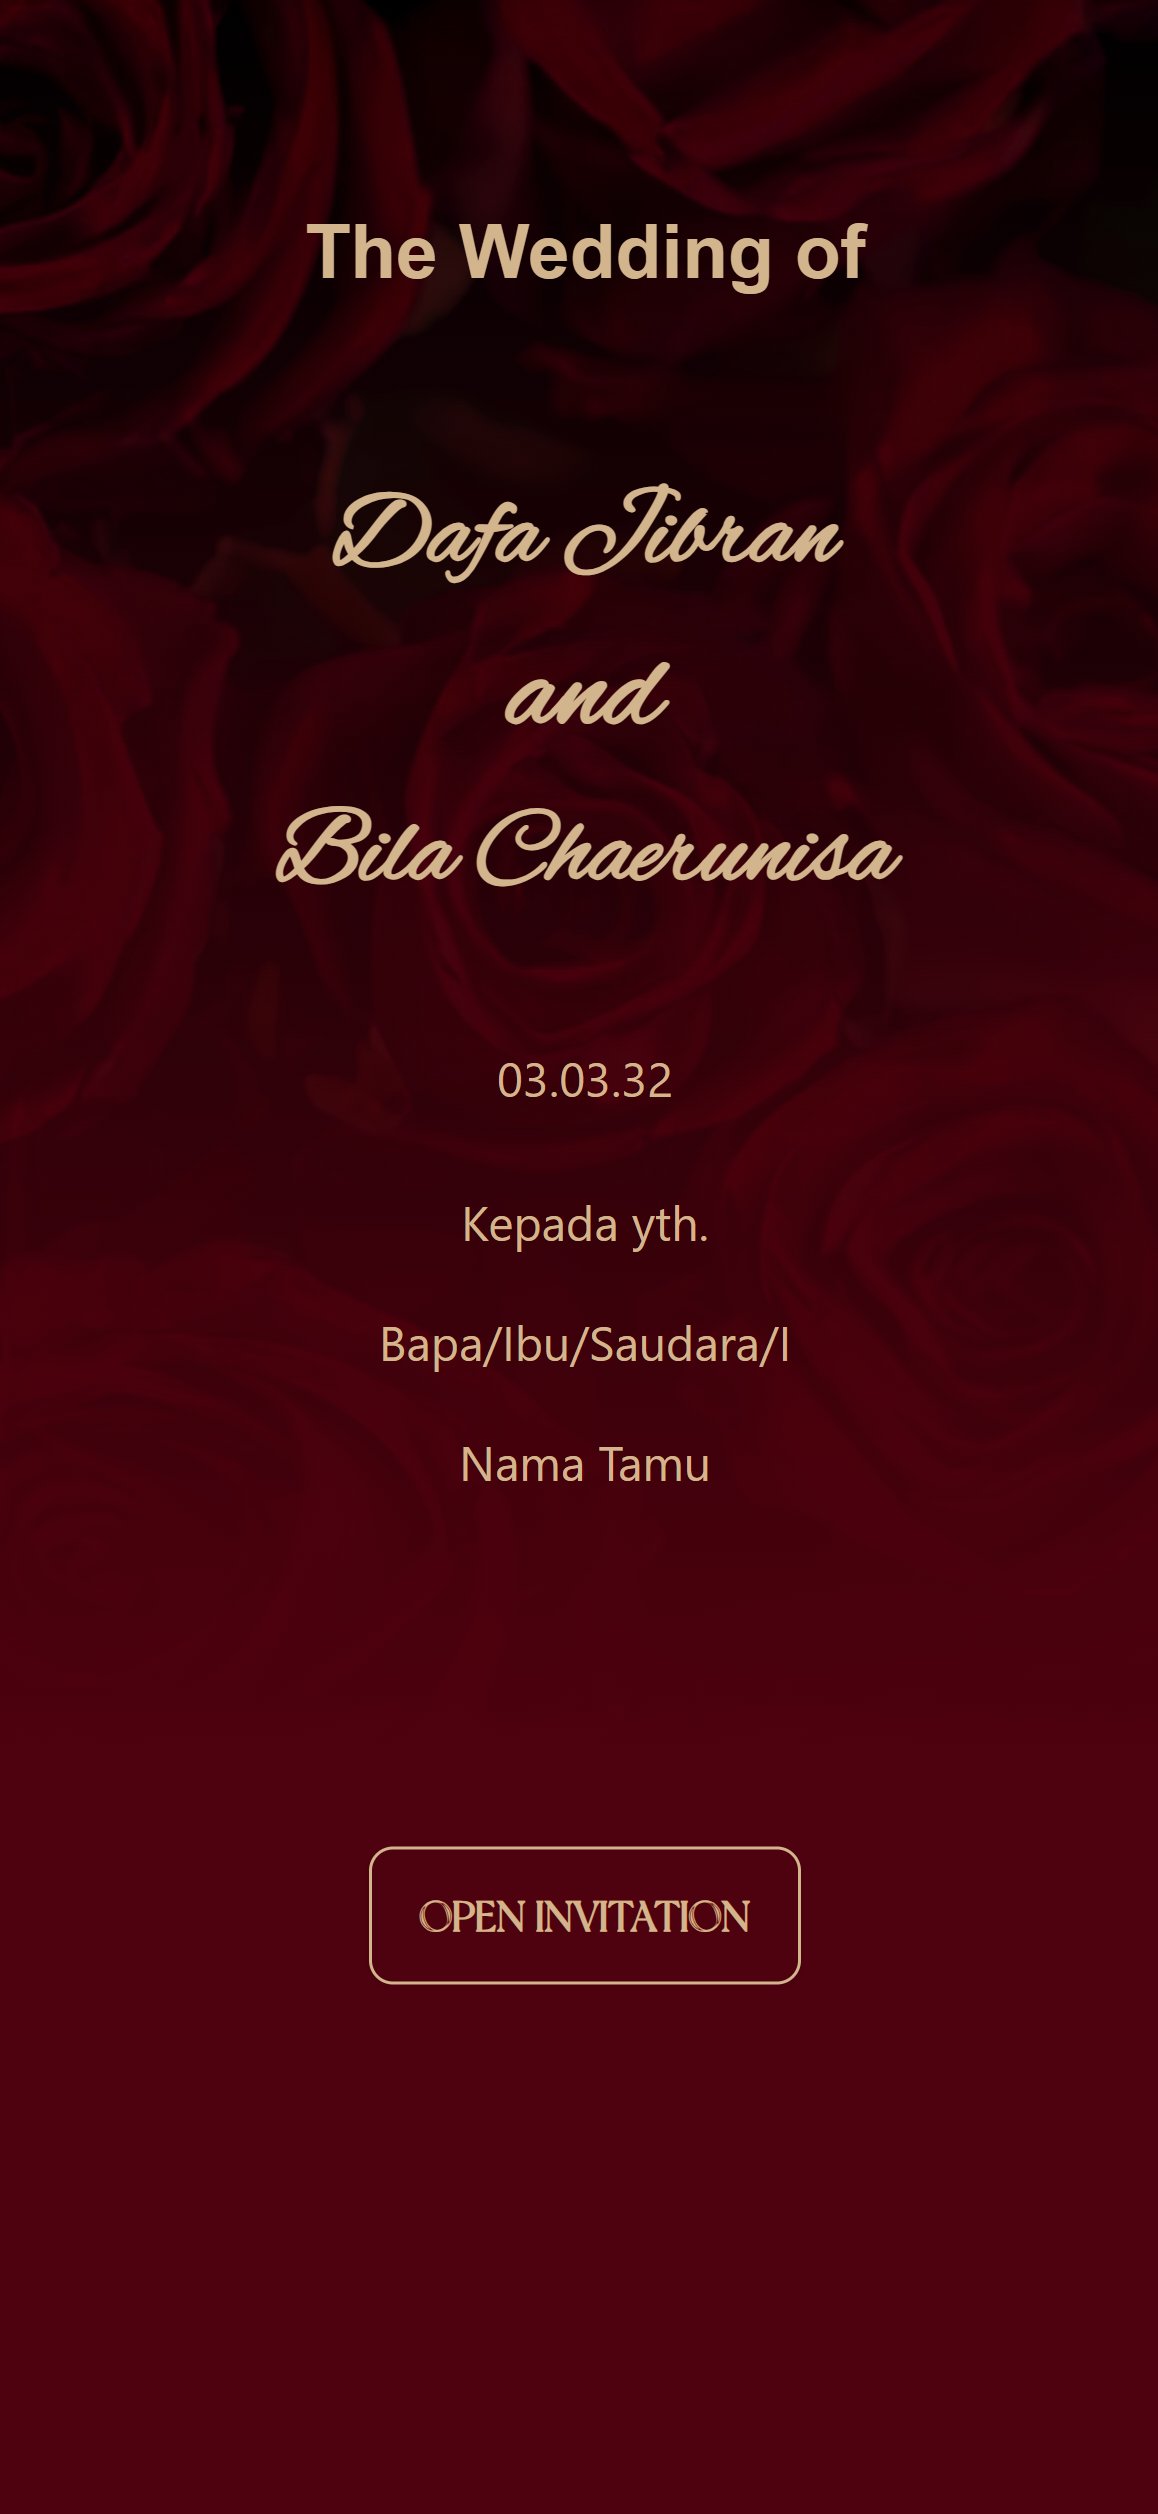 The Wedding of
Dafa Jibran
and
Bila Chaerunisa
03.03.32
Kepada yth.
Bapa/Ibu/Saudara/I
Nama Tamu
OPEN INVITATION